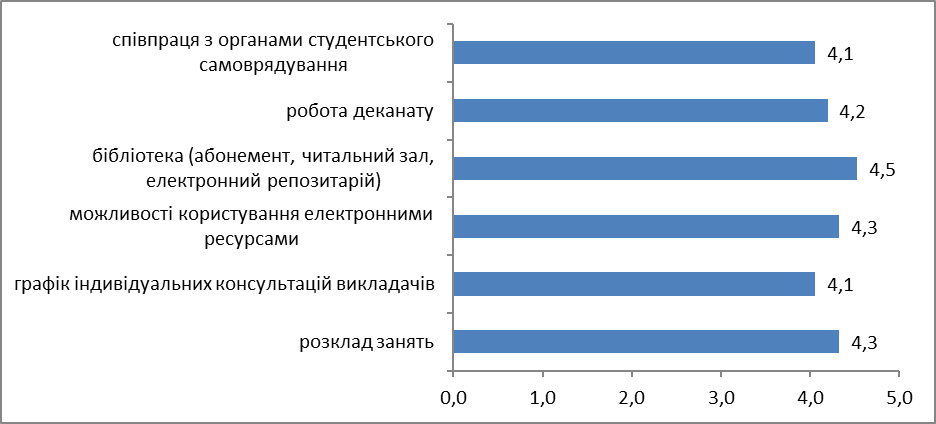 співпраця з органами студентського
самоврядування
4,1
робота деканату
4,2
бібліотека (абонемент, читальний зал,
електронний репозитарій)
4,5
можливості користування електронними
ресурсами
4,3
графік індивідуальних консультацій викладачів
4,1
розклад занять
4,3
0,0 1,0 2,0 3,0 4,0 5,0